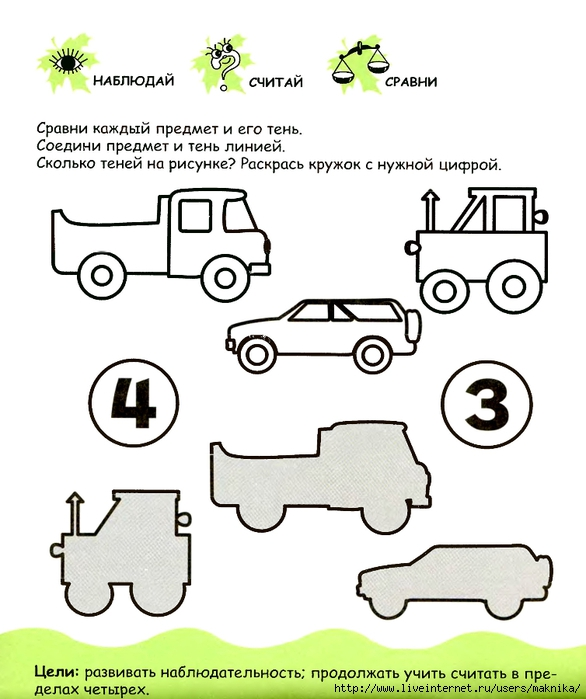 НАБЛЮДАЙ СЧИТАЙ СРАВНИ
Сравни каждый предмет и его тень.
Соедини предмет и тень линией.
Сколько теней на рисунке? Раскрась кружок с нужной цифрой.
4 3
Цели: развивать наблюдательность; продолжать учить считать в пре-
делах четырех.
http://www.liveinternet.ru/users/maknika/